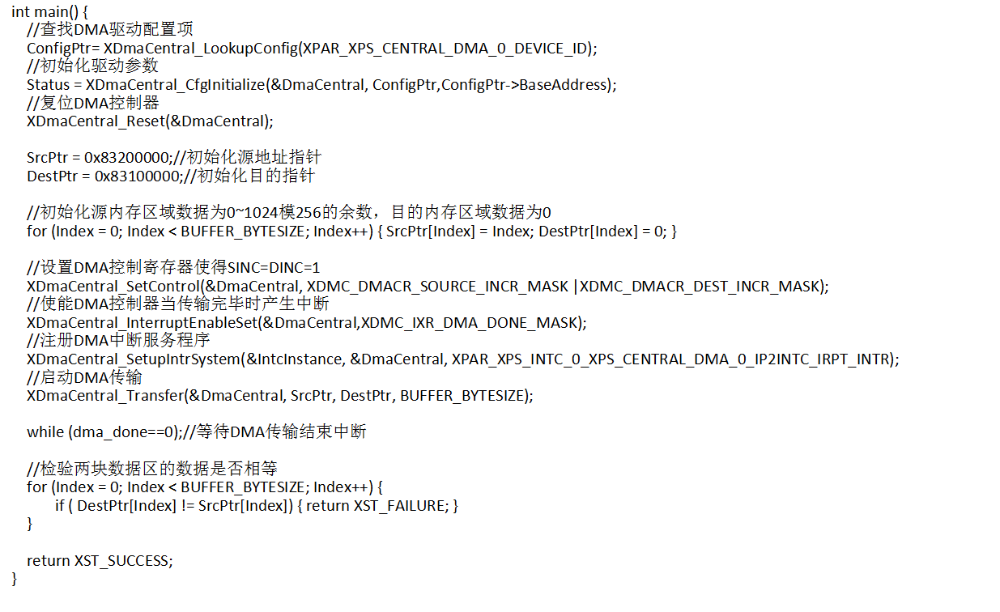 int main() {
//查找DMA驱动配置项
ConfigPtr= XDmaCentral_LookupConfig(XPAR_XPS_CENTRAL_DMA_0_DEVICE_ID);
//初始化驱动参数
Status = XDmaCentral_CfgInitialize(&DmaCentral, ConfigPtr,ConfigPtr->BaseAddress);
//复位DMA控制器
XDmaCentral_Reset(&DmaCentral);
SrcPtr = 0x83200000;//初始化源地址指针
DestPtr = 0x83100000;//初始化目的指针
//初始化源内存区域数据为0~1024模256的余数，目的内存区域数据为0
for (Index = 0; Index < BUFFER_BYTESIZE; Index++) { SrcPtr[Index] = Index; DestPtr[Index] = 0; }
//设置DMA控制寄存器使得SINC=DINC=1
XDmaCentral_SetControl(&DmaCentral, XDMC_DMACR_SOURCE_INCR_MASK |XDMC_DMACR_DEST_INCR_MASK);
//使能DMA控制器当传输完毕时产生中断
XDmaCentral_InterruptEnableSet(&DmaCentral,XDMC_IXR_DMA_DONE_MASK);
//注册DMA中断服务程序
XDmaCentral_SetupIntrSystem(&IntcInstance, &DmaCentral, XPAR_XPS_INTC_0_XPS_CENTRAL_DMA_0_IP2INTC_IRPT_INTR);
//启动DMA传输
XDmaCentral_Transfer(&DmaCentral, SrcPtr, DestPtr, BUFFER_BYTESIZE);
while (dma_done==0);//等待DMA传输结束中断
//检验两块数据区的数据是否相等
for (Index = 0; Index < BUFFER_BYTESIZE; Index++) {
if ( DestPtr[Index] != SrcPtr[Index]) { return XST_FAILURE; }
}
return XST_SUCCESS;
}